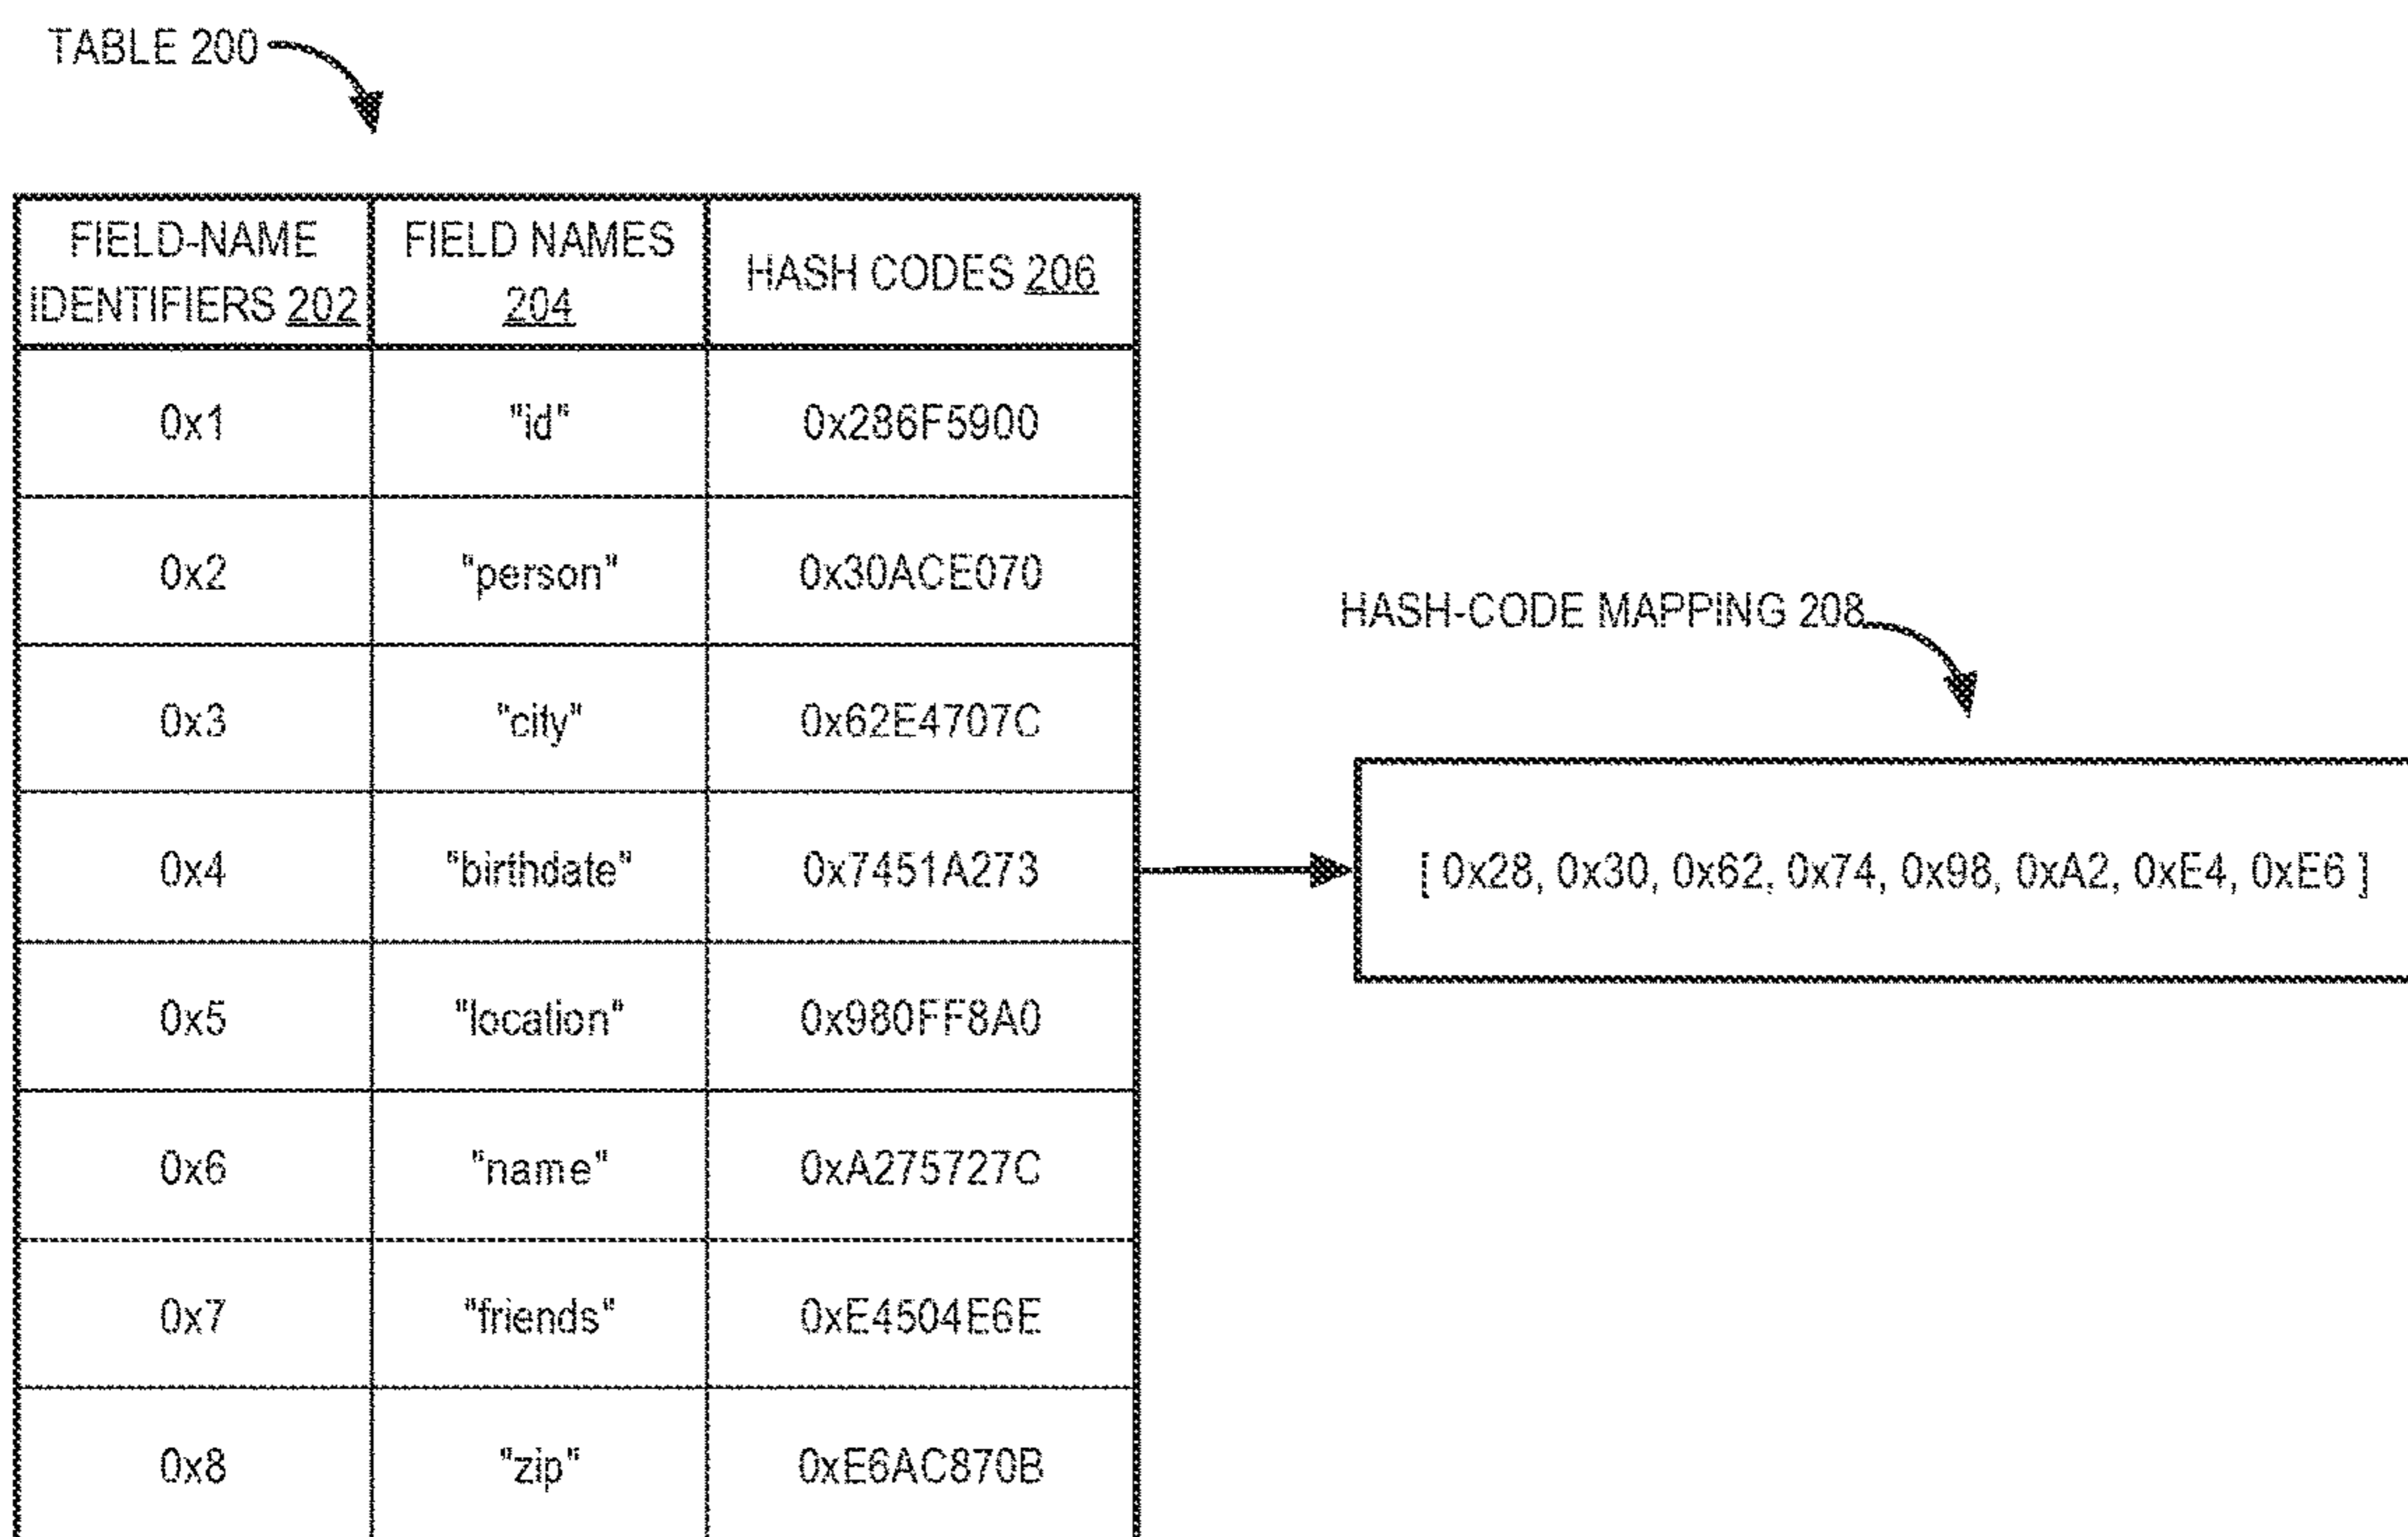 TABLE 200
FIELD-NAME IDENTIFIERS 202 FIELD NAMES 204 HASH CODES 206
0x1 "id" 0x286F5900
0x2 "person" 0x30ACE070
0x3 "city" 0x62E4707C
HASH-CODE MAPPING 208
0x4 "birthdate" 0x7451A273
[ 0x28, 0x30, 0x62, 0x74, 0x98, 0xA2, 0xE4, 0xE6 ]
0x5 "location" 0x980FF8A0
0x6 "name" 0xA275727C
0x7 "friends" 0xE4504E6E
0x8 "zip" 0xE6AC870B